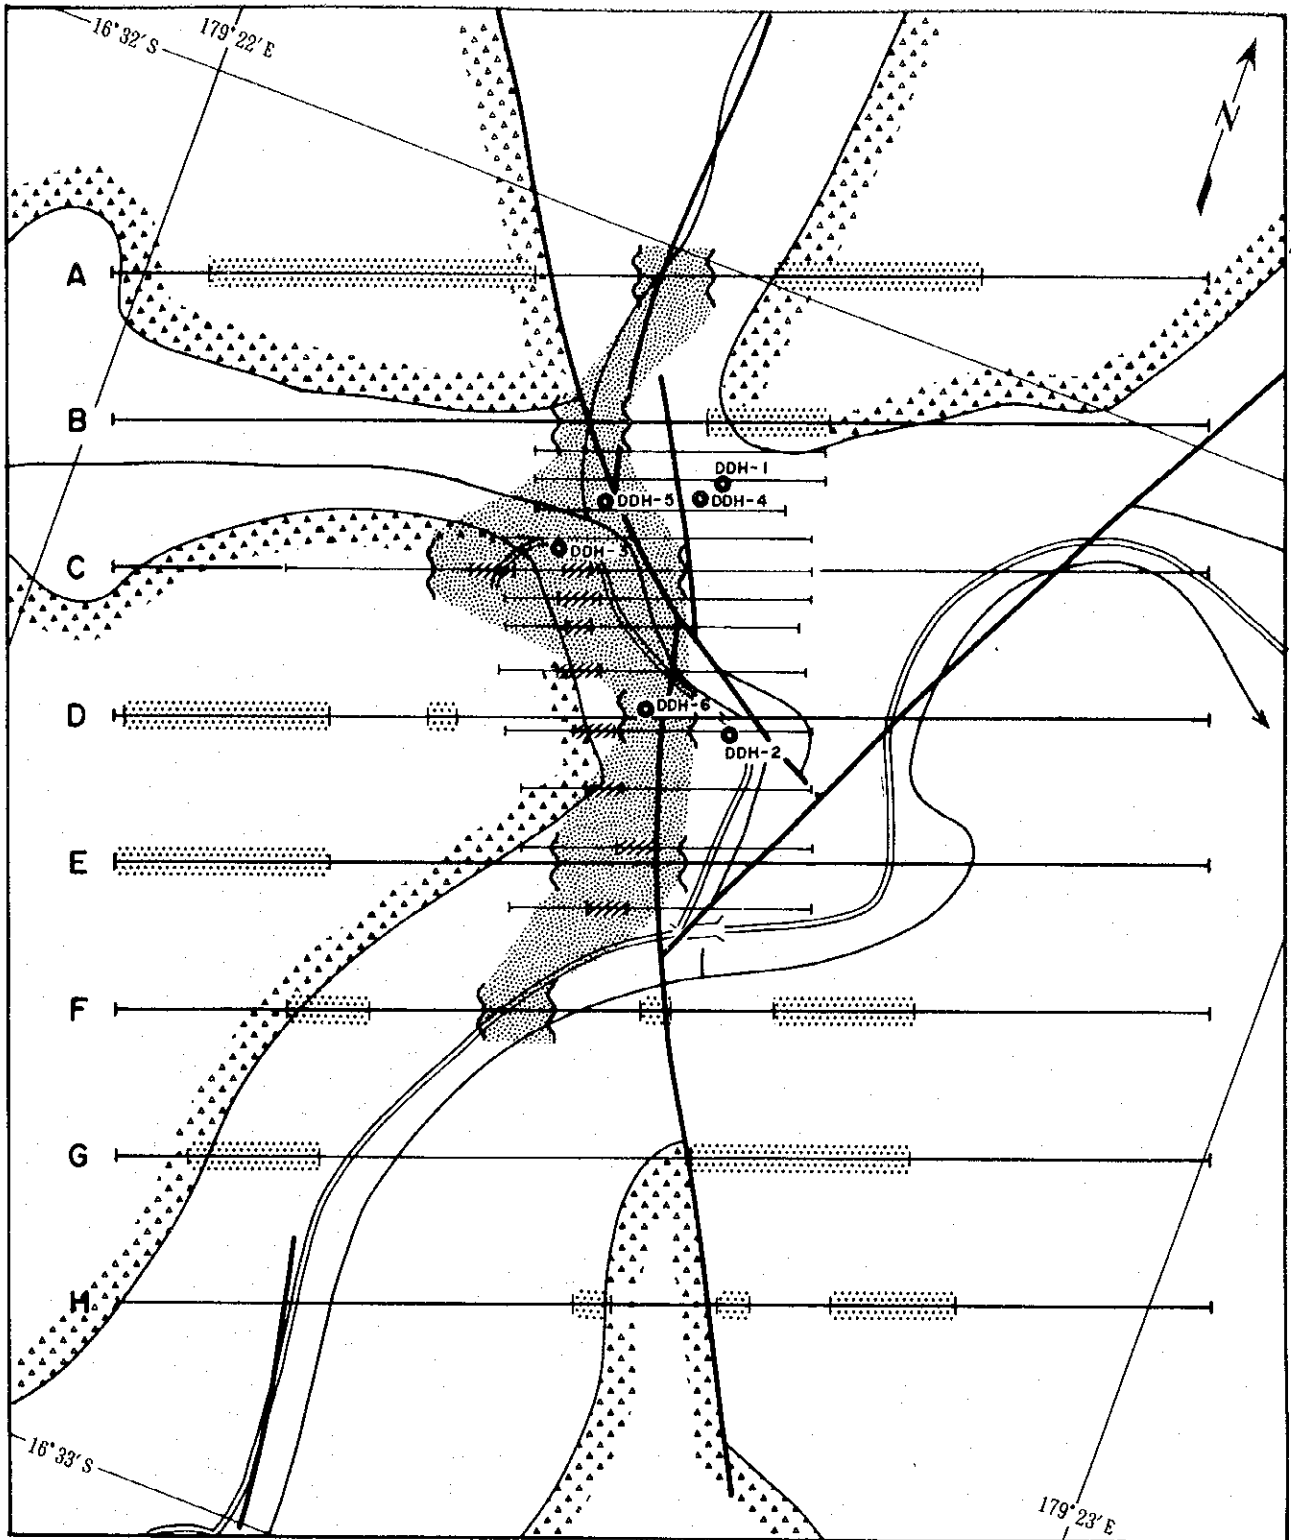 16°32′S
179°22′E
N
A
B
DDH-1
DDH-5
DDH-4
DDH-3
C
DDH-6
D
DDH-2
E
F
G
H
16°33′S
179°23′E